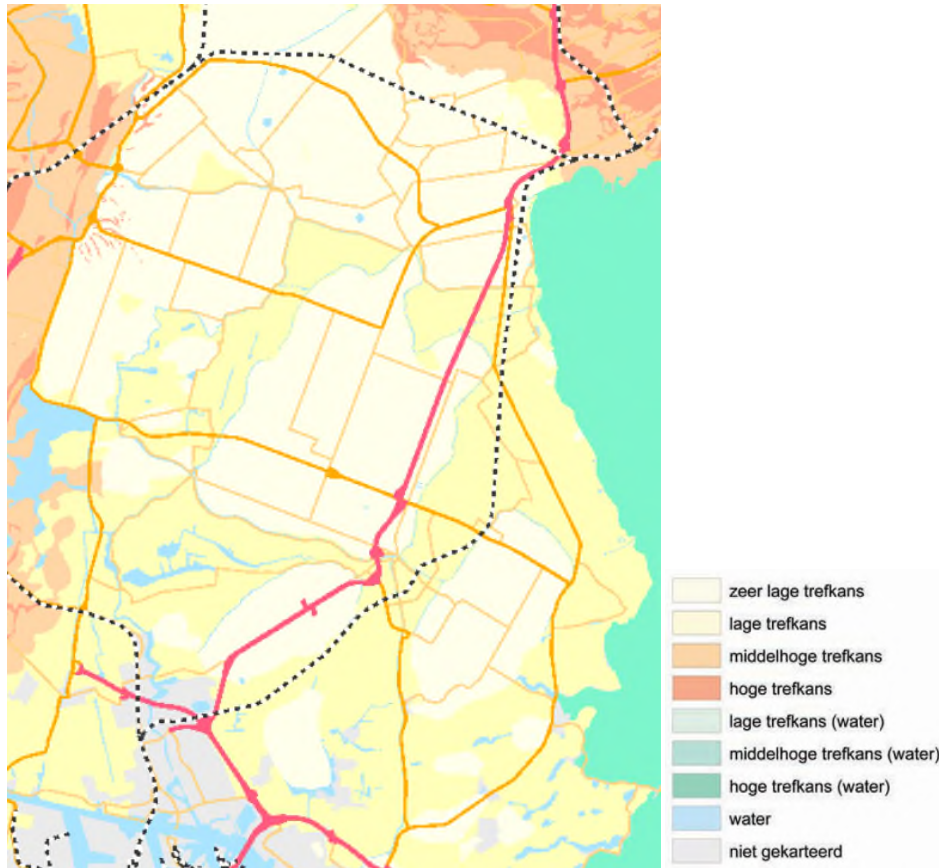 zeer lage trefkans
lage trefkans
middelhoge trefkans
hoge trefkans
lage trefkans (water)
middelhoge trefkans (water)
hoge trefkans (water)
water
niet gekarteerd